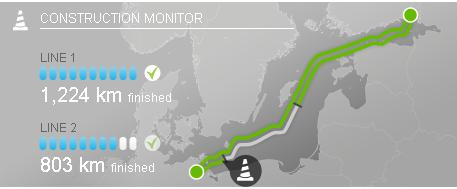 CONSTRUCTION MONITOR
LINE 1
1,224 km finished
LINE 2
803 km finished